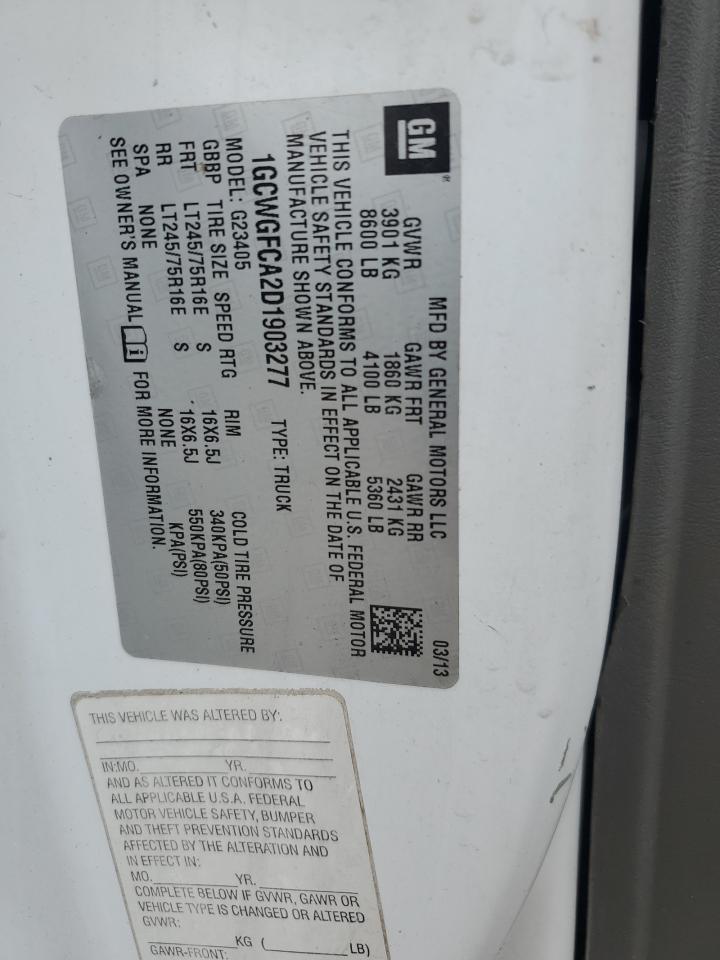 GM
MFD BY GENERAL MOTORS LLC 03/13
GVWR GAWR FRT GAWR RR
3901 KG 1860 KG 2431 KG
8600 LB 4100 LB 5360 LB
THIS VEHICLE CONFORMS TO ALL APPLICABLE U.S. FEDERAL MOTOR
VEHICLE SAFETY STANDARDS IN EFFECT ON THE DATE OF
MANUFACTURE SHOWN ABOVE.
1GCWGFCA2D1903277 TYPE: TRUCK
MODEL: G23405
GBBP TIRE SIZE SPEED RTG RIM COLD TIRE PRESSURE
FRT LT245/75R16E S 16X6.5J 340KPA(50PSI)
RR LT245/75R16E S 16X6.5J 550KPA(80PSI)
SPA NONE NONE KPA(PSI)
SEE OWNER'S MANUAL i FOR MORE INFORMATION.
THIS VEHICLE WAS ALTERED BY:
IN:MO. YR.
AND AS ALTERED IT CONFORMS TO
ALL APPLICABLE U.S.A. FEDERAL
MOTOR VEHICLE SAFETY, BUMPER
AND THEFT PREVENTION STANDARDS
AFFECTED BY THE ALTERATION AND
IN EFFECT IN:
MO. YR.
COMPLETE BELOW IF GVWR, GAWR OR
VEHICLE TYPE IS CHANGED OR ALTERED
GVWR:
KG ( LB)
GAWR-FRONT: